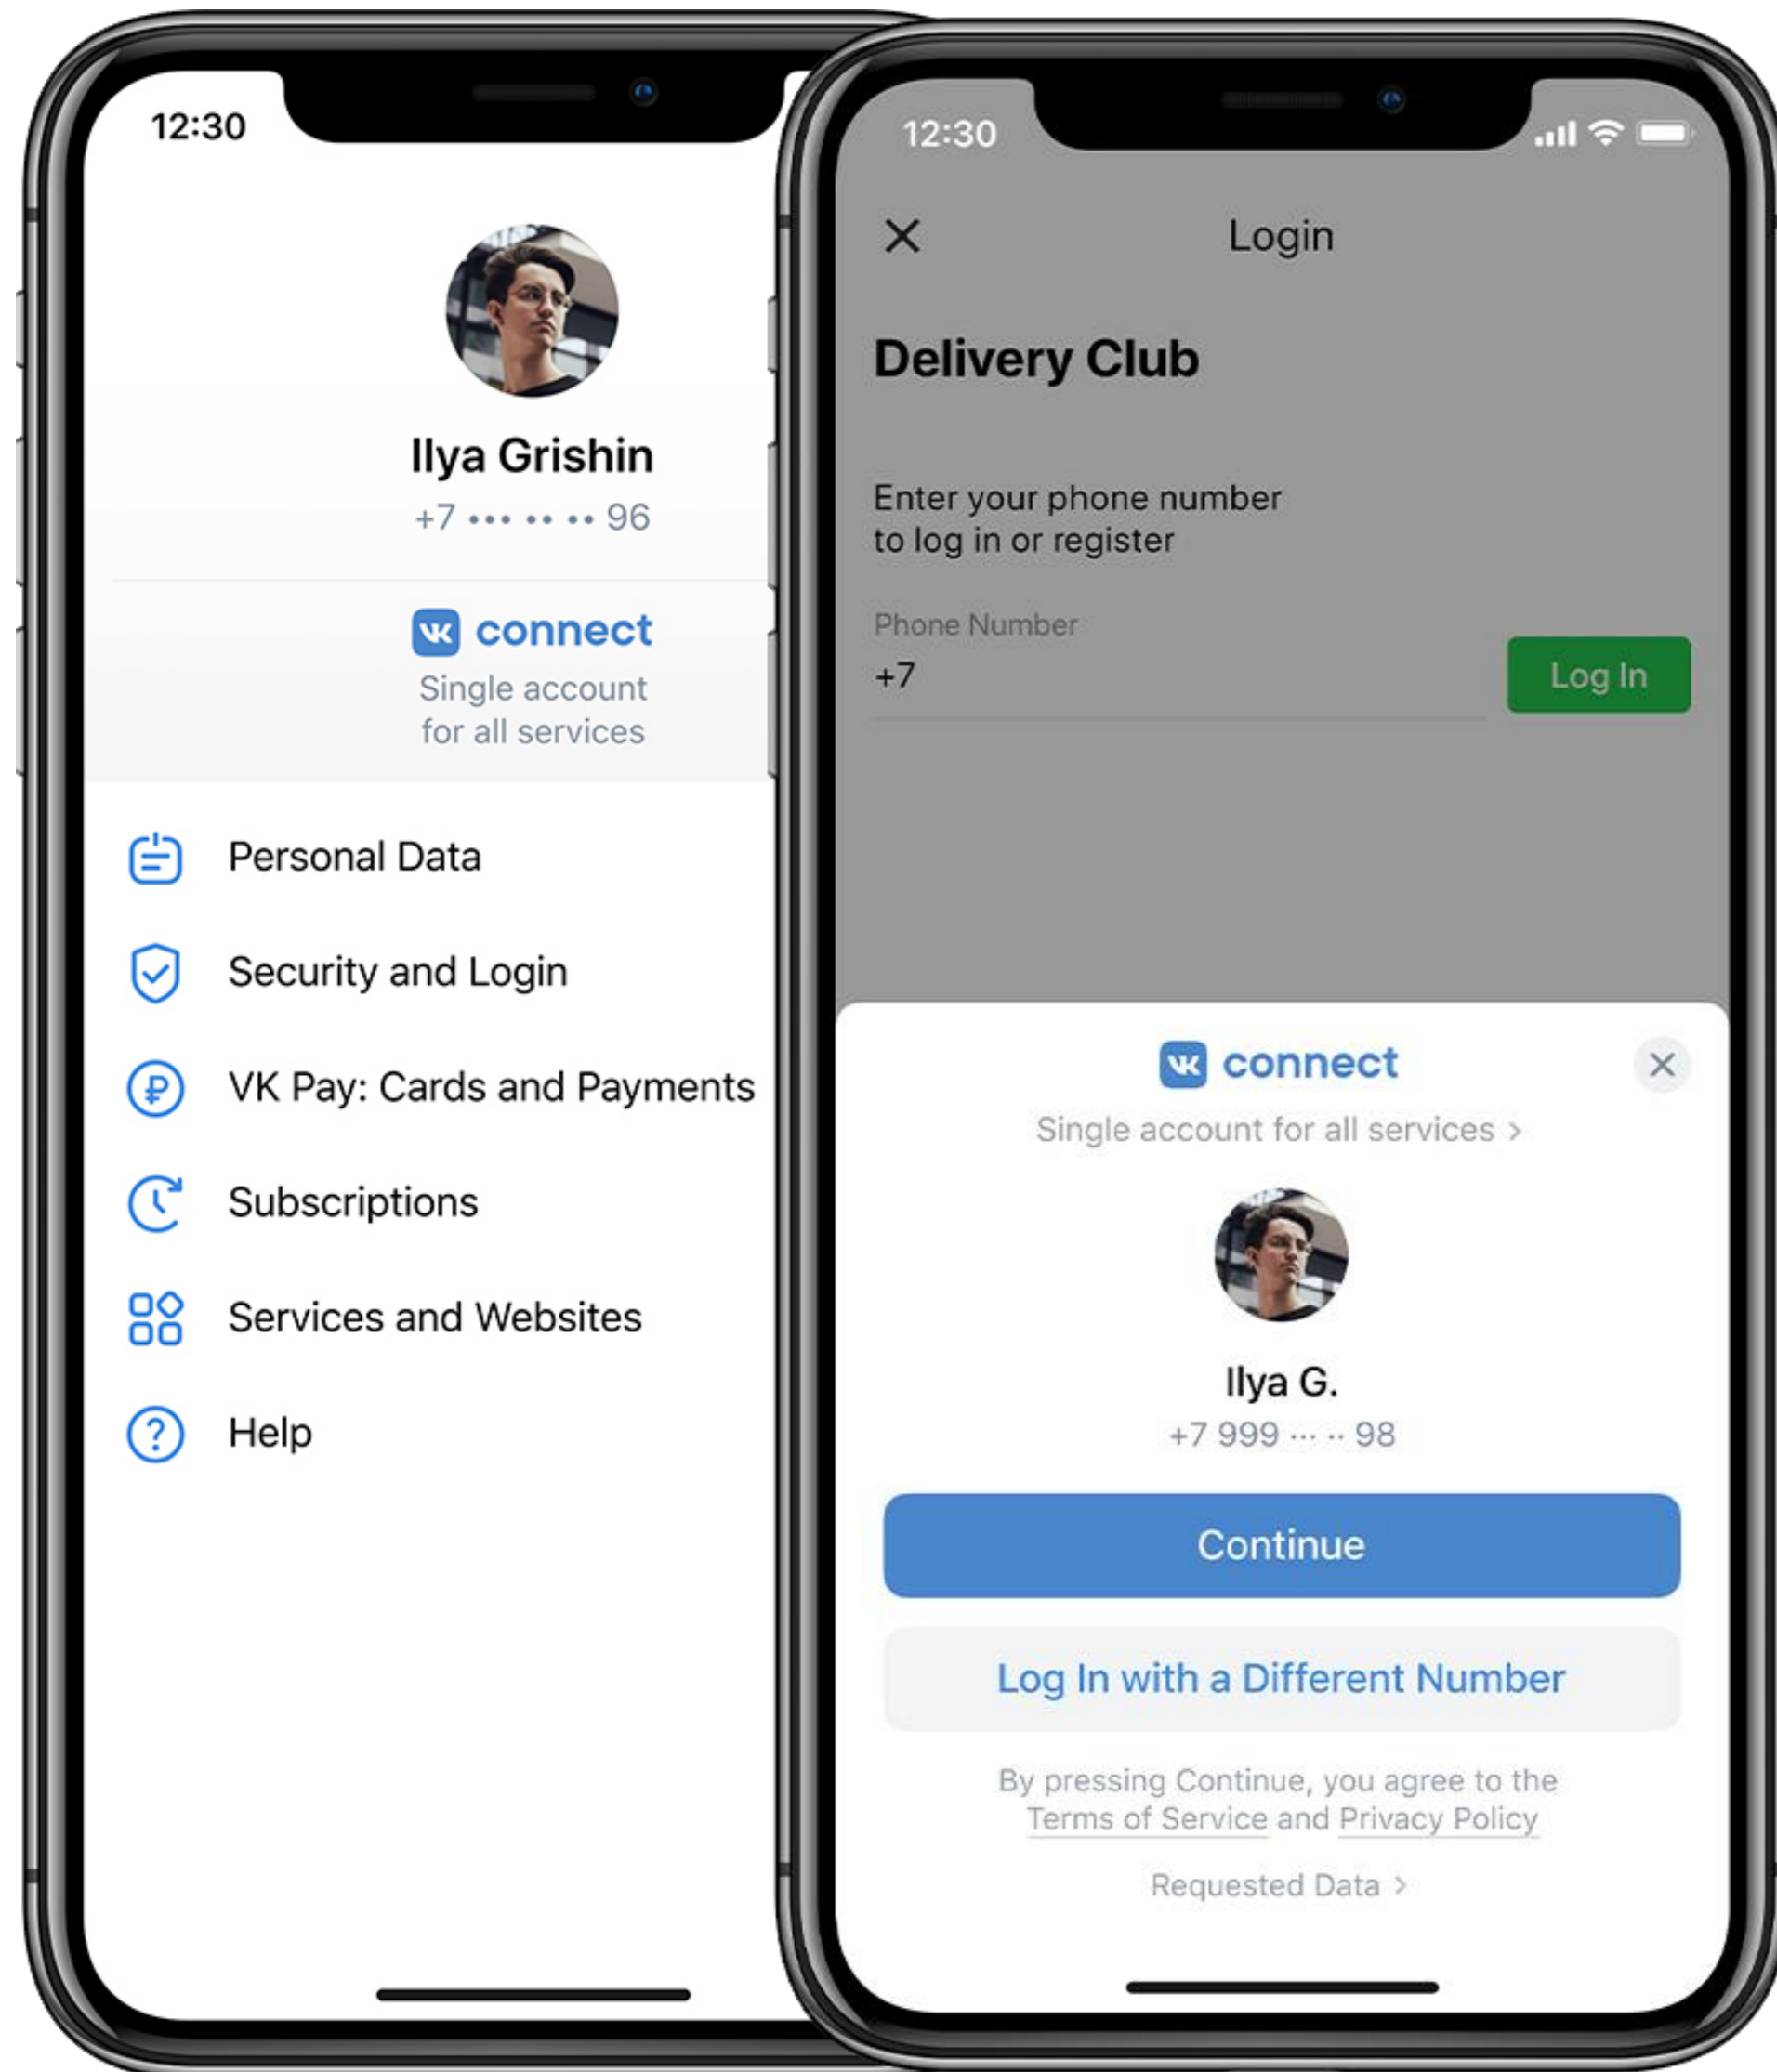 12:30
Ilya Grishin
+7 ••• •• •• 96
connect
Single account
for all services
Personal Data
Security and Login
VK Pay: Cards and Payments
Subscriptions
Services and Websites
Help
12:30
Login
Delivery Club
Enter your phone number
to log in or register
Phone Number
+7
Log In
VK connect
Single account for all services >
Ilya G.
+7 999 ··· ·· 98
Continue
Log In with a Different Number
By pressing Continue, you agree to the
Terms of Service and Privacy Policy
Requested Data >